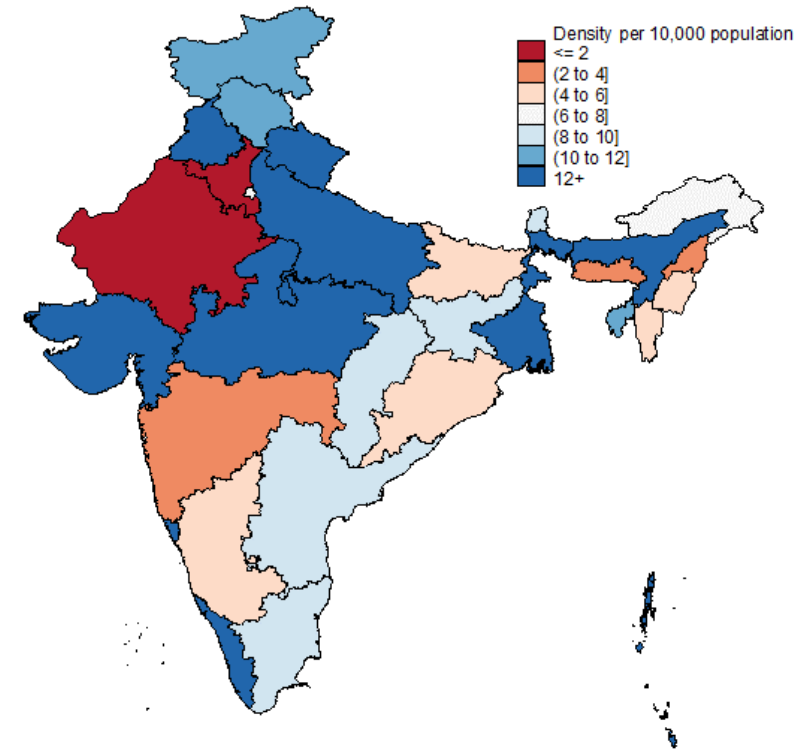 Density per 10,000 population
<= 2
(2 to 4]
(4 to 6]
(6 to 8]
(8 to 10]
(10 to 12]
12+